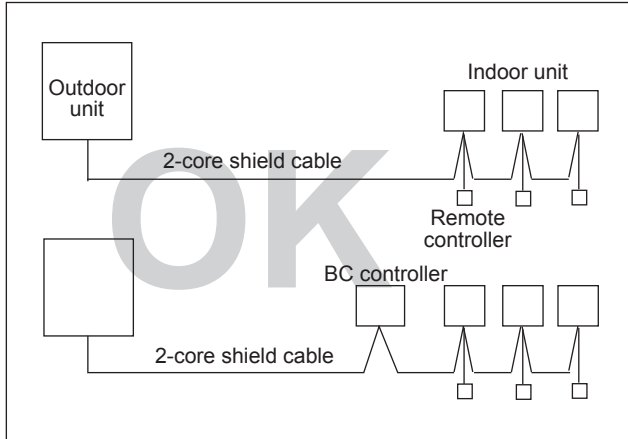 Outdoor
unit
Indoor unit
2-core shield cable
OK
Remote
controller
BC controller
2-core shield cable